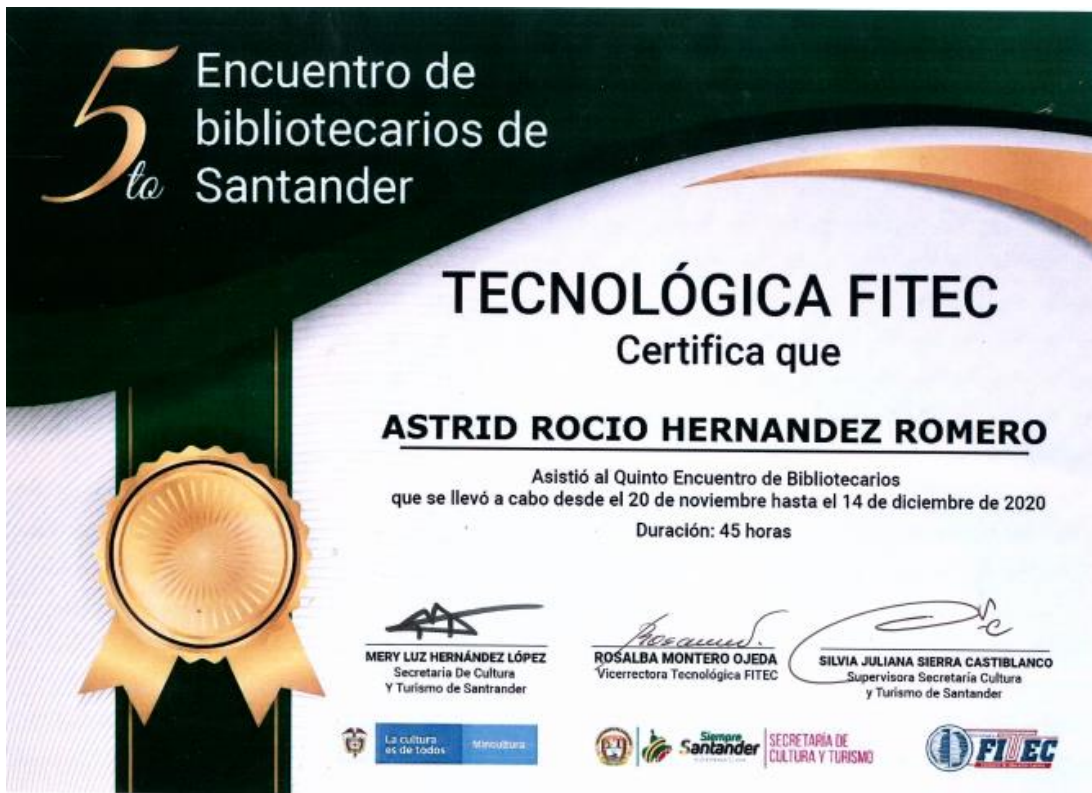 5to
Encuentro de
bibliotecarios de
Santander
TECNOLÓGICA FITEC
Certifica que
ASTRID ROCIO HERNANDEZ ROMERO
Asistió al Quinto Encuentro de Bibliotecarios
que se llevó a cabo desde el 20 de noviembre hasta el 14 de diciembre de 2020
Duración: 45 horas
MERY LUZ HERNÁNDEZ LÓPEZ
Secretaria De Cultura
Y Turismo de Santrander
ROSALBA MONTERO OJEDA
Vicerrectora Tecnológica FITEC
SILVIA JULIANA SIERRA CASTIBLANCO
Supervisora Secretaría Cultura
y Turismo de Santander
La cultura
es de todos
Mincultura
Siempre
Santander
SECRETARÍA DE
CULTURA Y TURISMO
FITEC